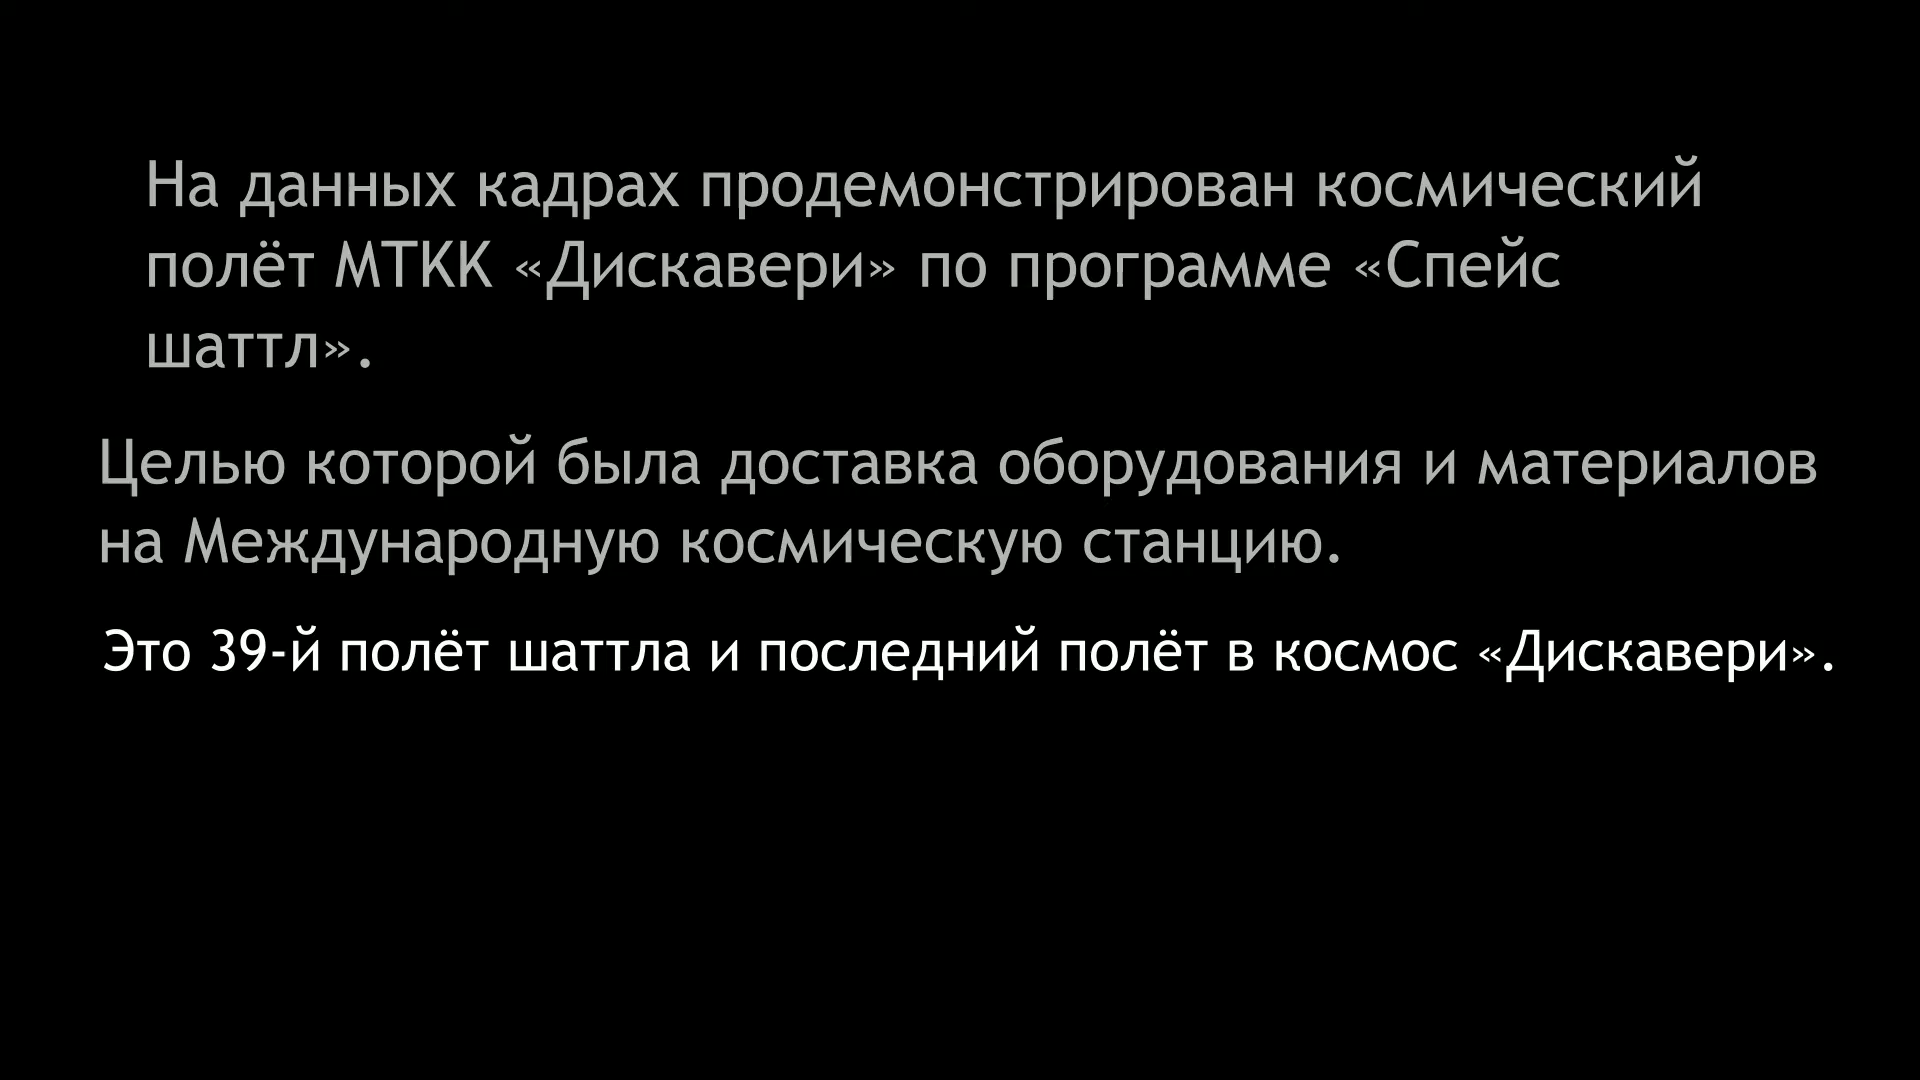 На данных кадрах продемонстрирован космический
полёт МТКК «Дискавери» по программе «Спейс
шаттл».
Целью которой была доставка оборудования и материалов
на Международную космическую станцию.
Это 39-й полёт шаттла и последний полёт в космос «Дискавери».